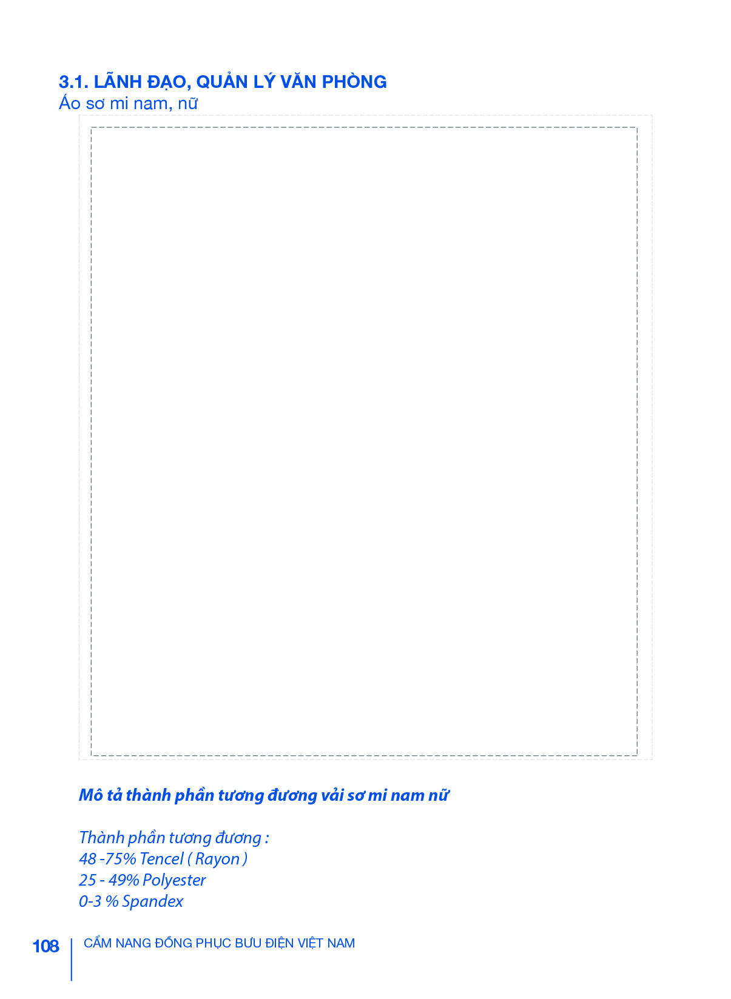 3.1. LÃNH ĐẠO, QUẢN LÝ VĂN PHÒNG
Áo sơ mi nam, nữ
Mô tả thành phần tương đương vải sơ mi nam nữ
Thành phần tương đương :
48 -75% Tencel ( Rayon )
25 - 49% Polyester
0-3 % Spandex
108
CẨM NANG ĐỒNG PHỤC BƯU ĐIỆN VIỆT NAM